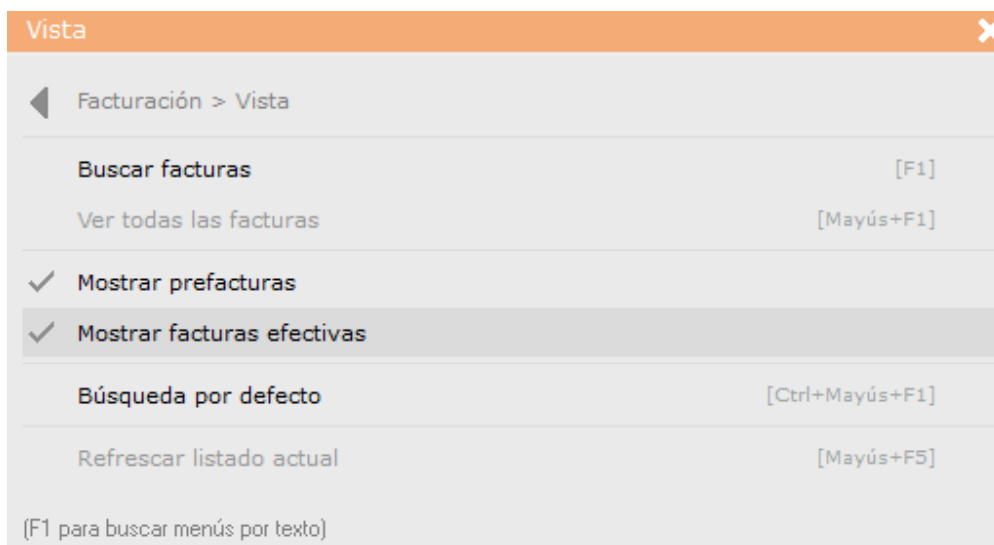 Vista
Facturación > Vista
Buscar facturas [F1]
Ver todas las facturas [Mayús+F1]
Mostrar prefacturas
Mostrar facturas efectivas
Búsqueda por defecto [Ctrl+Mayús+F1]
Refrescar listado actual [Mayús+F5]
(F1 para buscar menús por texto)